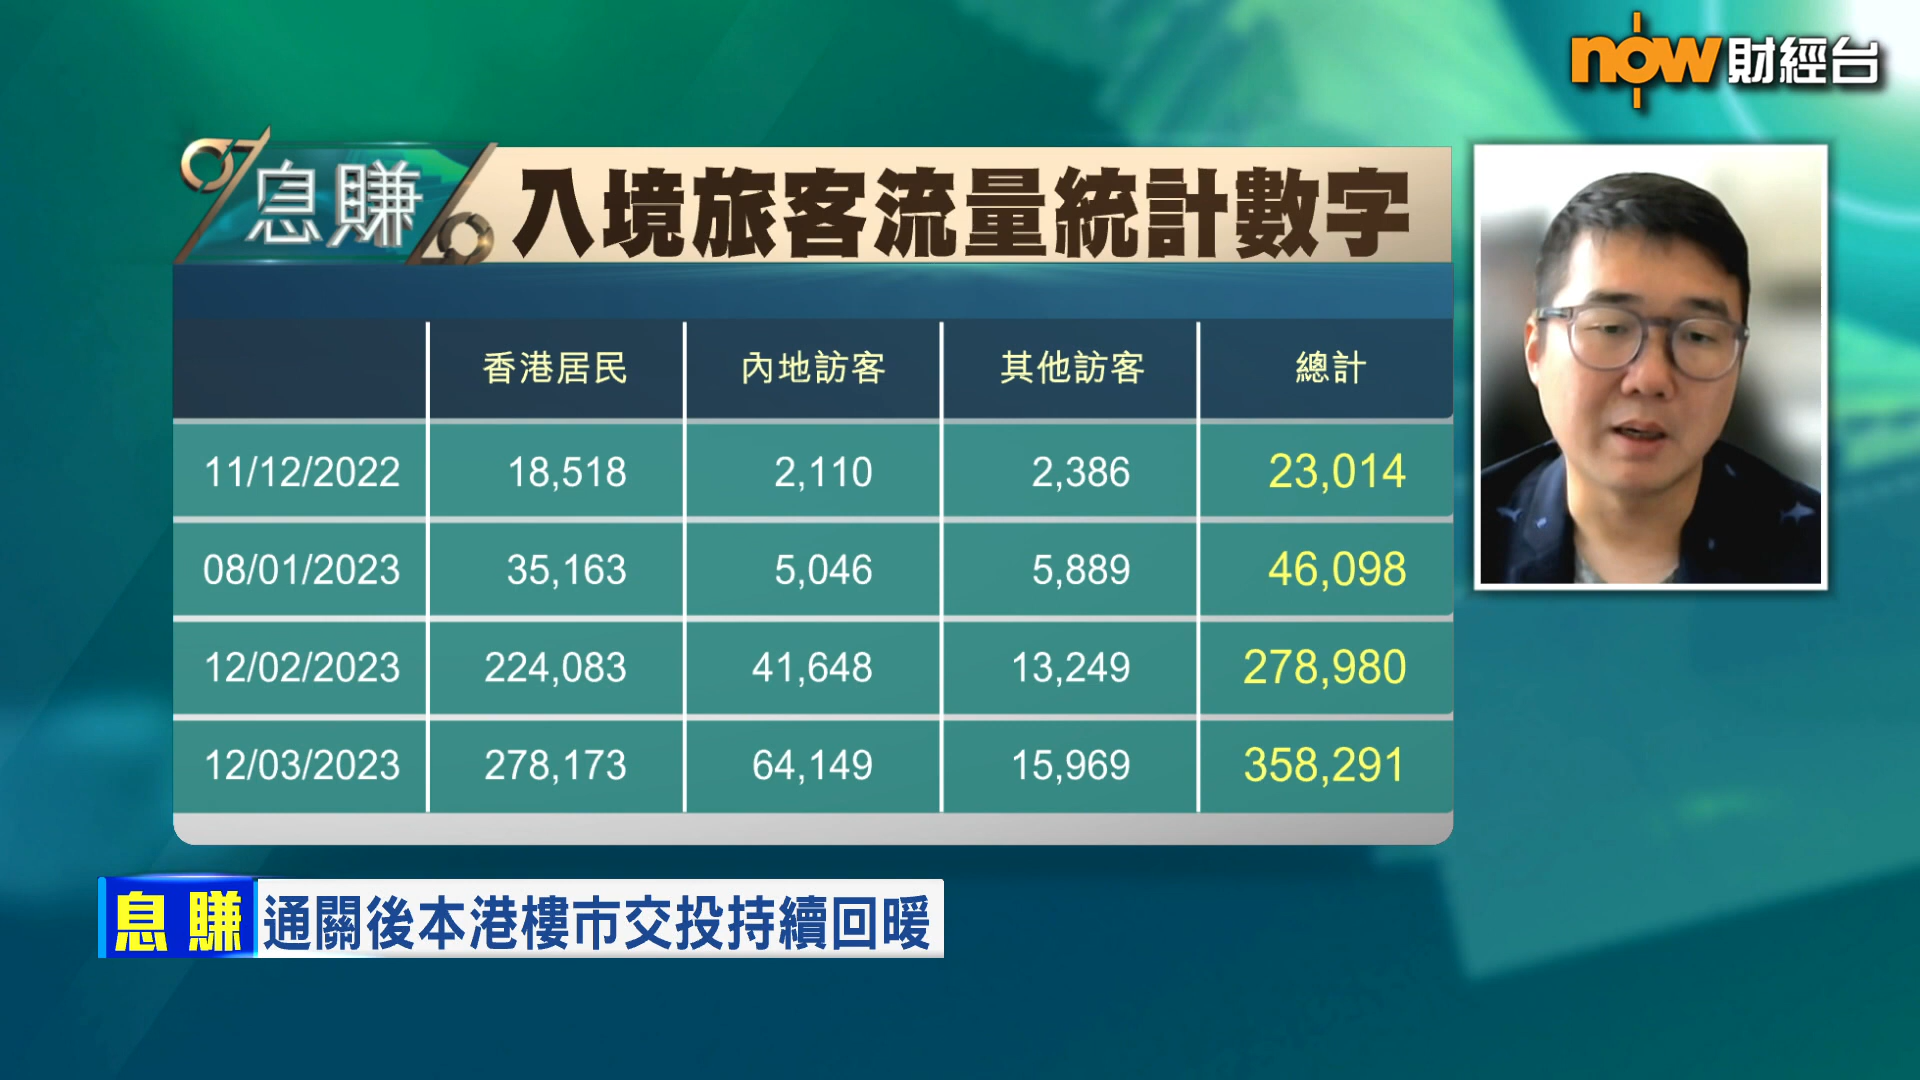 now 財經台
息賺 入境旅客流量統計數字
香港居民 內地訪客 其他訪客 總計
11/12/2022 18,518 2,110 2,386 23,014
08/01/2023 35,163 5,046 5,889 46,098
12/02/2023 224,083 41,648 13,249 278,980
12/03/2023 278,173 64,149 15,969 358,291
息賺 通關後本港樓市交投持續回暖